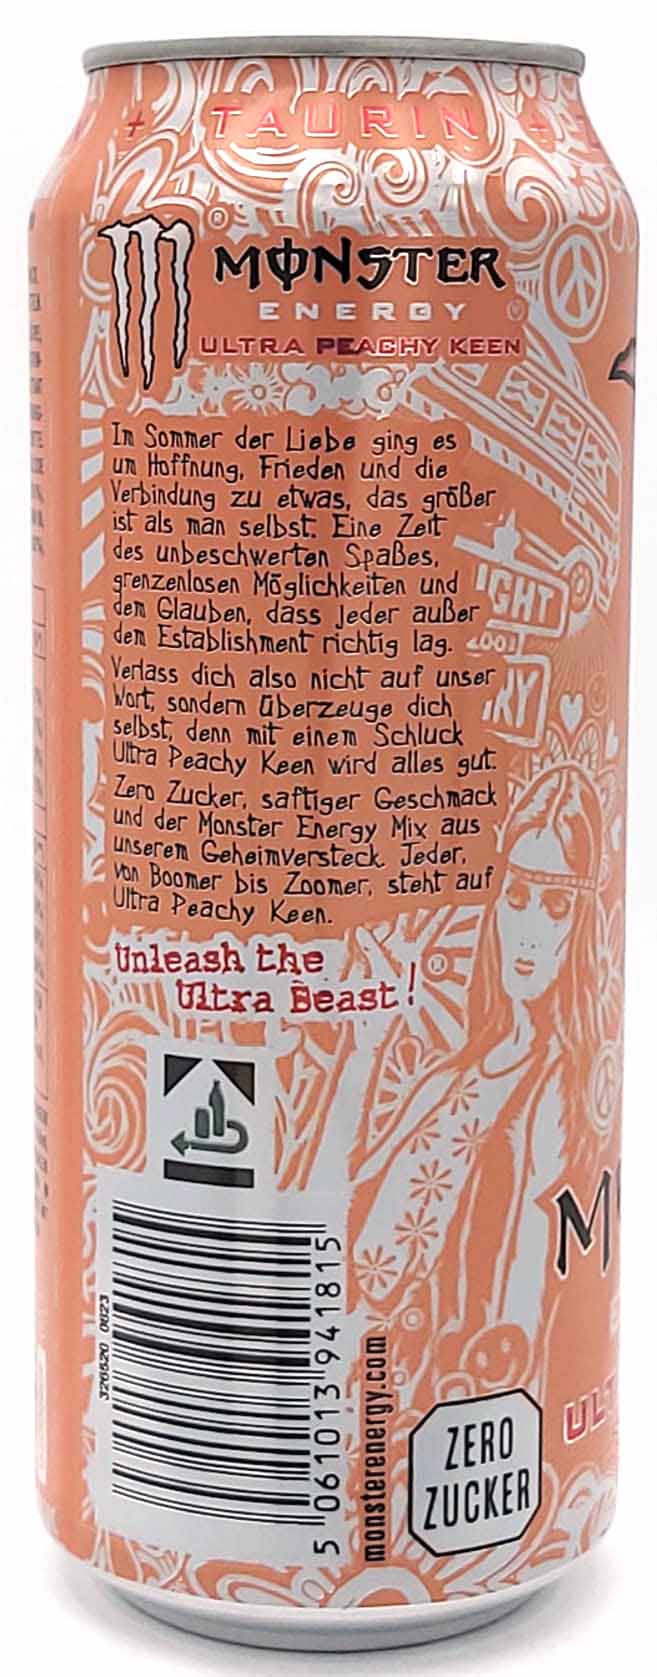 + TAURIN +
MONSTER
ENERGY
ULTRA PEACHY KEEN
Im Sommer der Liebe ging es
um Hoffnung, Frieden und die
Verbindung zu etwas, das größer
ist als man selbst. Eine Zeit
des unbeschwerten Spaßes,
grenzenlosen Möglichkeiten und
dem Glauben, dass jeder außer
dem Establishment richtig lag.
Verlass dich also nicht auf unser
Wort, sondern überzeuge dich
selbst, denn mit einem Schluck
Ultra Peachy Keen wird alles gut.
Zero Zucker, saftiger Geschmack
und der Monster Energy Mix aus
unserem Geheimversteck. Jeder,
von Boomer bis Zoomer, steht auf
Ultra Peachy Keen.
Unleash the
Ultra Beast!
326520 0823
5 061013 941815
monsterenergy.com
ZERO
ZUCKER